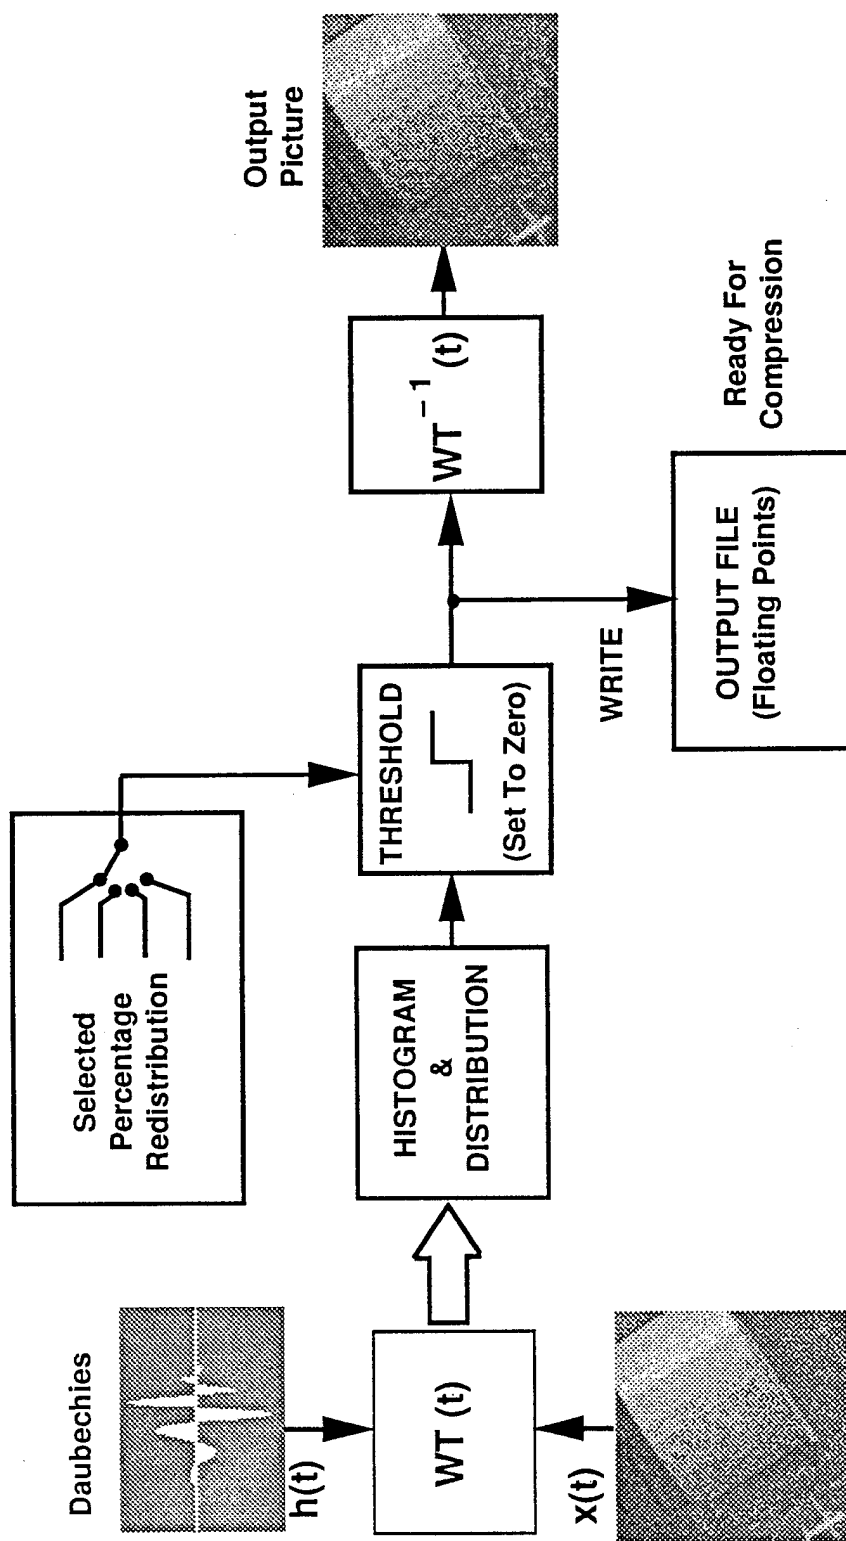 Daubechies
h(t)
WT (t)
x(t)
Selected
Percentage
Redistribution
HISTOGRAM
&
DISTRIBUTION
THRESHOLD
(Set To Zero)
WRITE
OUTPUT FILE
(Floating Points)
Ready For
Compression
WT⁻¹ (t)
Output
Picture